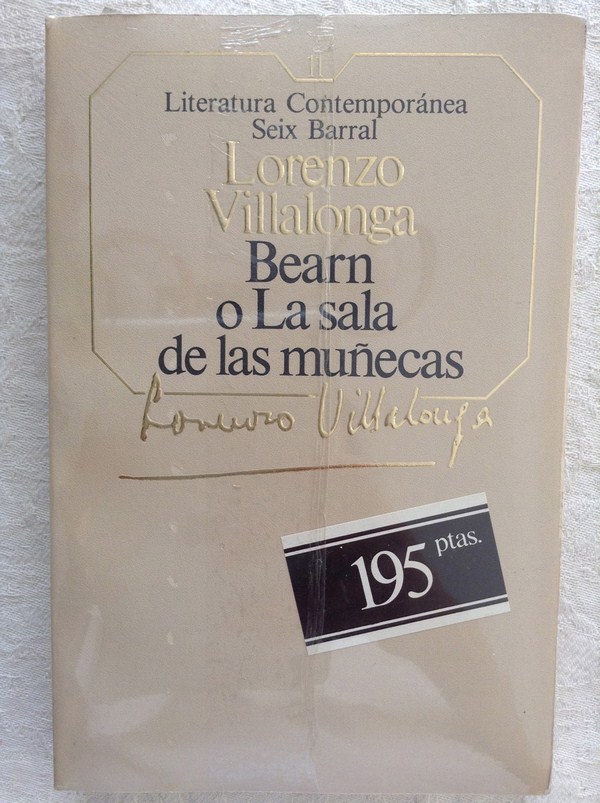 11
Literatura Contemporánea
Seix Barral
Lorenzo
Villalonga
Bearn
o La sala
de las muñecas
Lorenzo Villalonga
195 ptas.